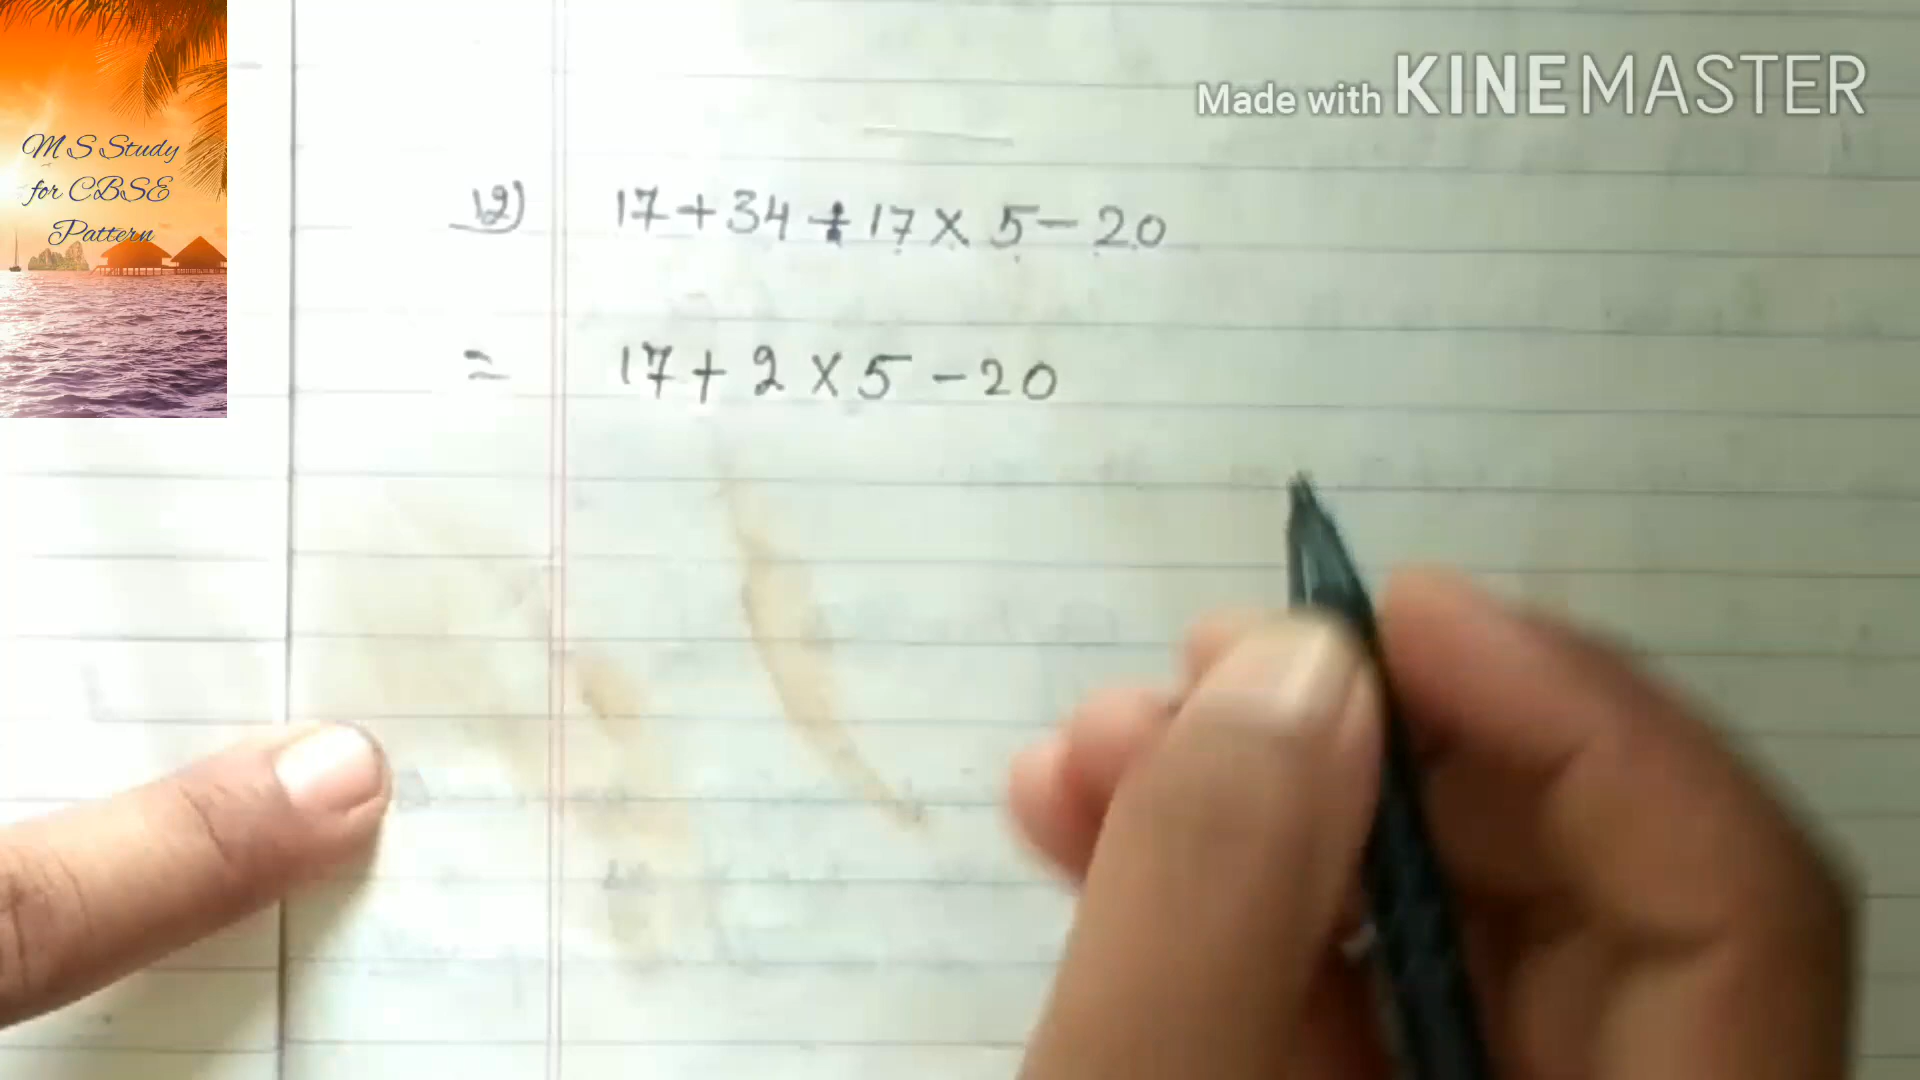 M S Study
for CBSE
Pattern
Made with KINEMASTER
12) 17+34÷17×5-20
= 17+2×5-20